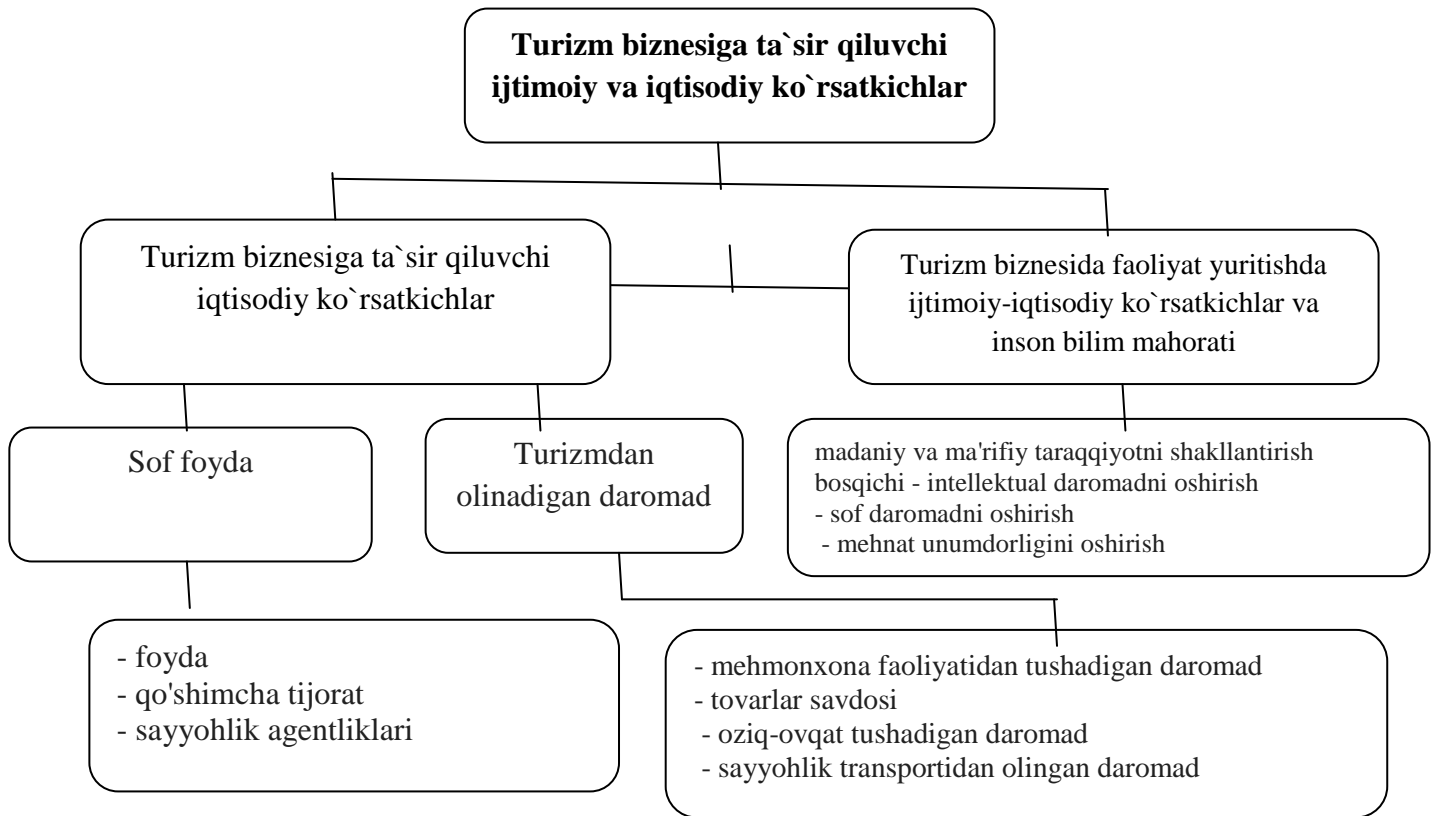 Turizm biznesiga ta`sir qiluvchi
ijtimoiy va iqtisodiy ko`rsatkichlar
Turizm biznesiga ta`sir qiluvchi
iqtisodiy ko`rsatkichlar
Turizm biznesida faoliyat yuritishda
ijtimoiy-iqtisodiy ko`rsatkichlar va
inson bilim mahorati
Sof foyda
Turizmdan
olinadigan daromad
madaniy va ma'rifiy taraqqiyotni shakllantirish
bosqichi - intellektual daromadni oshirish
- sof daromadni oshirish
- mehnat unumdorligini oshirish
- foyda
- qo'shimcha tijorat
- sayyohlik agentliklari
- mehmonxona faoliyatidan tushadigan daromad
- tovarlar savdosi
- oziq-ovqat tushadigan daromad
- sayyohlik transportidan olingan daromad